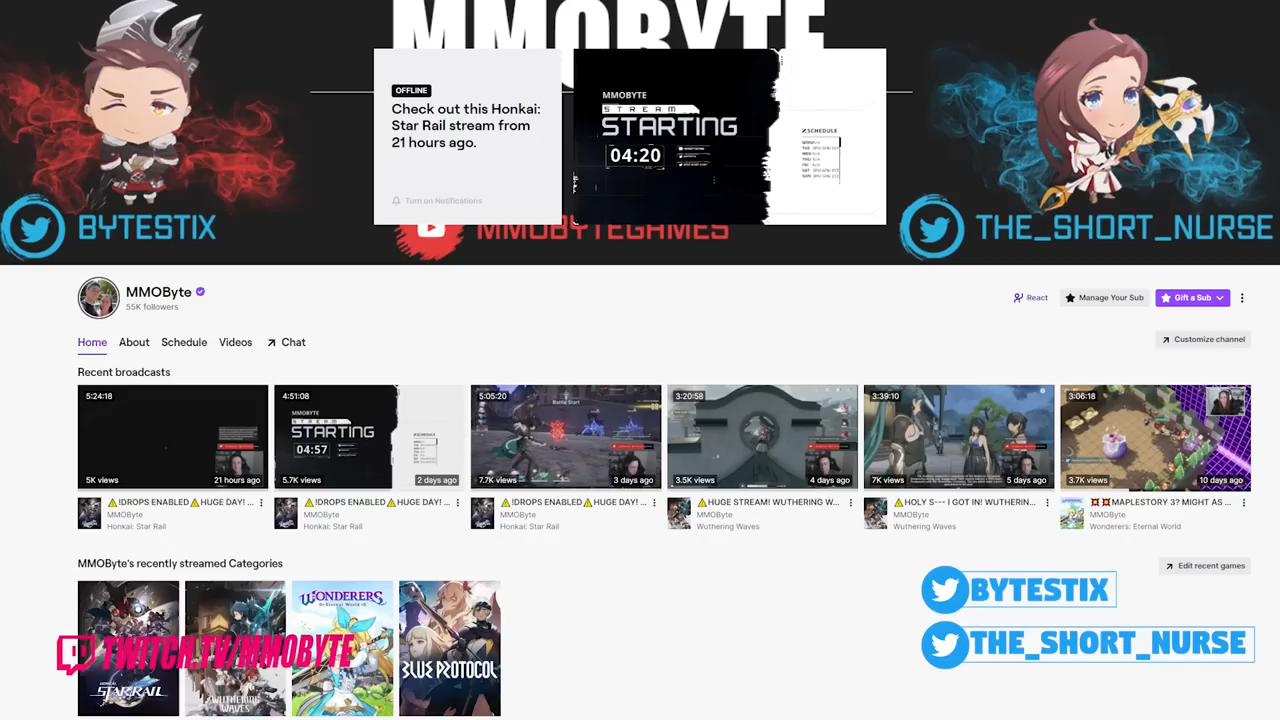 MMOBYTE
OFFLINE
Check out this Honkai:
Star Rail stream from
21 hours ago.
Turn on Notifications
MMOBYTE
STREAM
STARTING
04:20
SCHEDULE
BYTESTIX
MMOBYTEGAMES
THE_SHORT_NURSE
MMOByte
55K followers
React
Manage Your Sub
Gift a Sub
Home
About
Schedule
Videos
Chat
Customize channel
Recent broadcasts
5:24:18
5K views
21 hours ago
⚠!DROPS ENABLED⚠HUGE DAY! ...
MMOByte
Honkai: Star Rail
4:51:08
MMOBYTE
STREAM
STARTING
04:57
5.7K views
2 days ago
⚠!DROPS ENABLED⚠HUGE DAY! ...
MMOByte
Honkai: Star Rail
5:05:20
Battle Start
7.7K views
3 days ago
⚠!DROPS ENABLED⚠HUGE DAY! ...
MMOByte
Honkai: Star Rail
3:20:58
3.5K views
4 days ago
⚠HUGE STREAM! WUTHERING W...
MMOByte
Wuthering Waves
3:39:10
7K views
5 days ago
⚠HOLY S--- I GOT IN! WUTHERIN...
MMOByte
Wuthering Waves
3:06:18
3.7K views
10 days ago
💥💥MAPLESTORY 3? MIGHT AS ...
MMOByte
Wonderers: Eternal World
MMOByte's recently streamed Categories
Edit recent games
HONKAI
STAR RAIL
WUTHERING
WAVES
WONDERERS
BLUE PROTOCOL
TWITCH.TV/MMOBYTE
BYTESTIX
THE_SHORT_NURSE